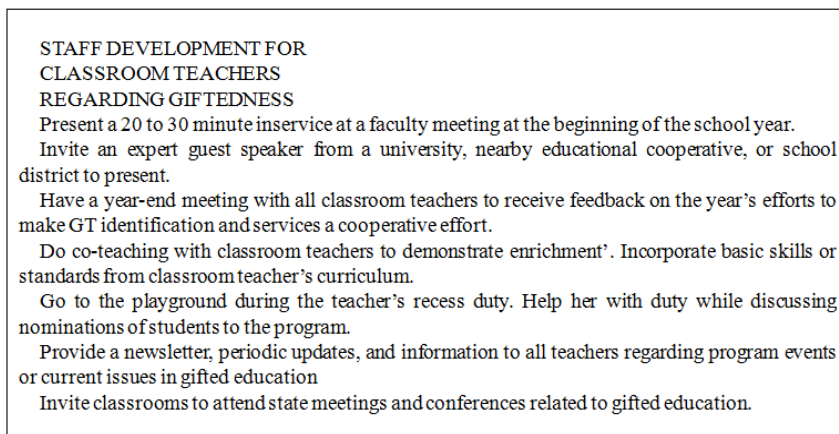 STAFF DEVELOPMENT FOR
CLASSROOM TEACHERS
REGARDING GIFTEDNESS
Present a 20 to 30 minute inservice at a faculty meeting at the beginning of the school year.
Invite an expert guest speaker from a university, nearby educational cooperative, or school
district to present.
Have a year-end meeting with all classroom teachers to receive feedback on the year's efforts to
make GT identification and services a cooperative effort.
Do co-teaching with classroom teachers to demonstrate enrichment'. Incorporate basic skills or
standards from classroom teacher's curriculum.
Go to the playground during the teacher's recess duty. Help her with duty while discussing
nominations of students to the program.
Provide a newsletter, periodic updates, and information to all teachers regarding program events
or current issues in gifted education
Invite classrooms to attend state meetings and conferences related to gifted education.